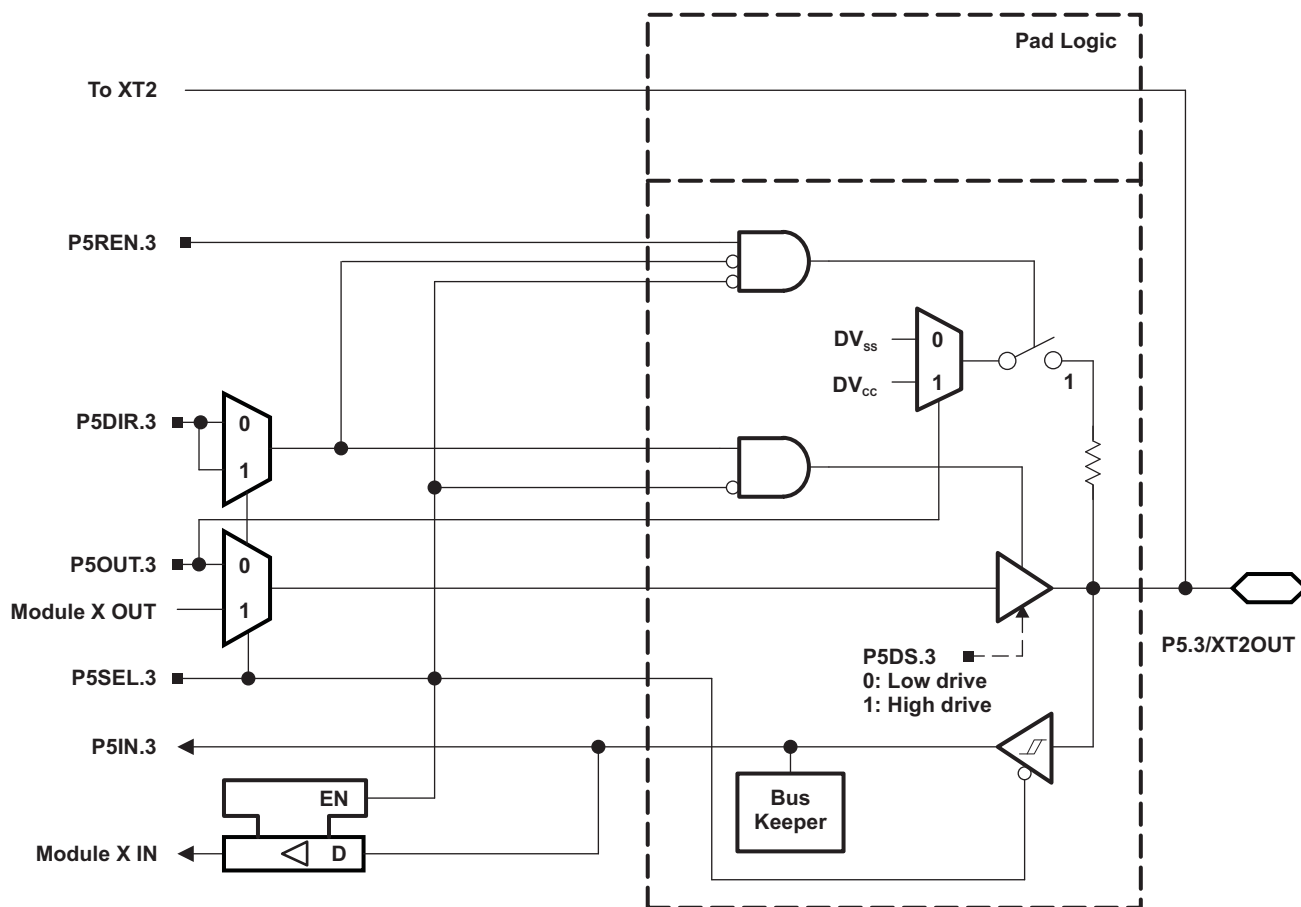 Pad Logic
To XT2
P5REN.3
DVss
0
DVcc
1
1
P5DIR.3
0
1
P5OUT.3
0
Module X OUT
1
P5SEL.3
P5DS.3
0: Low drive
1: High drive
P5.3/XT2OUT
P5IN.3
EN
Bus
Keeper
Module X IN
D